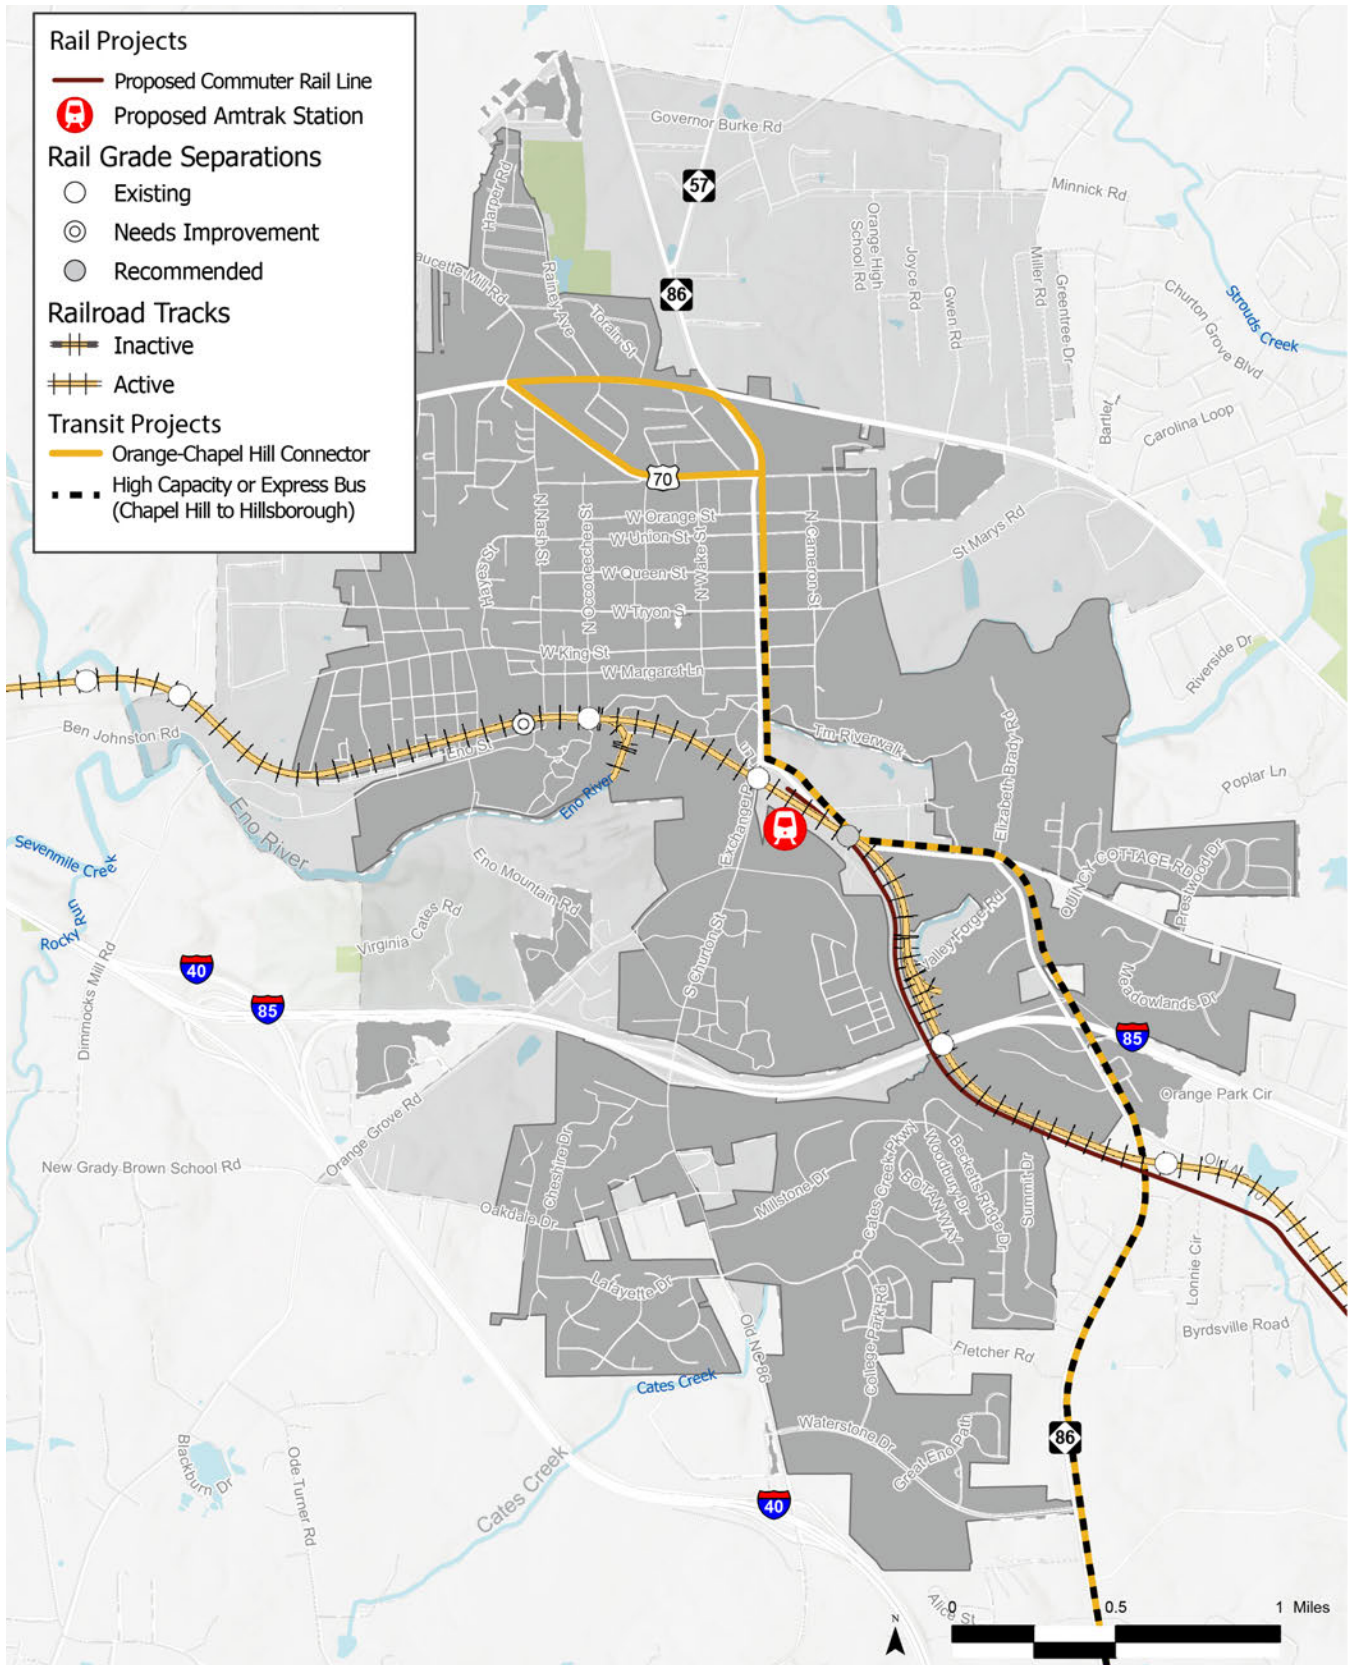 Rail Projects
Proposed Commuter Rail Line
Proposed Amtrak Station
Rail Grade Separations
Existing
Needs Improvement
Recommended
Railroad Tracks
Inactive
Active
Transit Projects
Orange-Chapel Hill Connector
High Capacity or Express Bus
(Chapel Hill to Hillsborough)
Governor Burke Rd
57
Minnick Rd
Harper Rd
Orange High
School Rd
Joyce Rd
Gwen Rd
Miller Rd
Greentree Dr
aucette Mill Rd
Rainey Ave
Torain St
86
Churton Grove Blvd
Strouds Creek
Bartlet
Carolina Loop
70
N Nash St
N Occoneechee St
W Orange St
W Union St
N Wake St
N Cameron St
St Marys Rd
Hayes St
W Queen St
W Tryon S
W King St
W Margaret Ln
Riverside Dr
Ben Johnston Rd
Eno St
Tm Riverwalk
Elizabeth Brady Rd
Poplar Ln
Eno River
Eno River
Exchange P
Ln
Sevenmile Creek
Eno Mountain Rd
QUINCY COTTAGE RD
Prestwood Dr
Rocky Run
Virginia Cates Rd
Valley Forge Rd
S Churton St
Dimmocks Mill Rd
40
85
Meadowlands Dr
85
Orange Park Cir
Orange Grove Rd
New Grady Brown School Rd
Cheshire Dr
Oakdale Dr
Millstone Dr
Cates Creek Pkwy
Woodbury Dr
Becketts Ridge Dr
BOTAN WAY
Summit Dr
Lafayette Dr
Lonnie Cir
Byrdsville Road
Old NC 86
College Park Rd
Fletcher Rd
Cates Creek
Waterstone Dr
Great Eno Path
86
Blackburn Dr
Ode Turner Rd
Cates Creek
40
Alice St
N
0
0.5
1 Miles